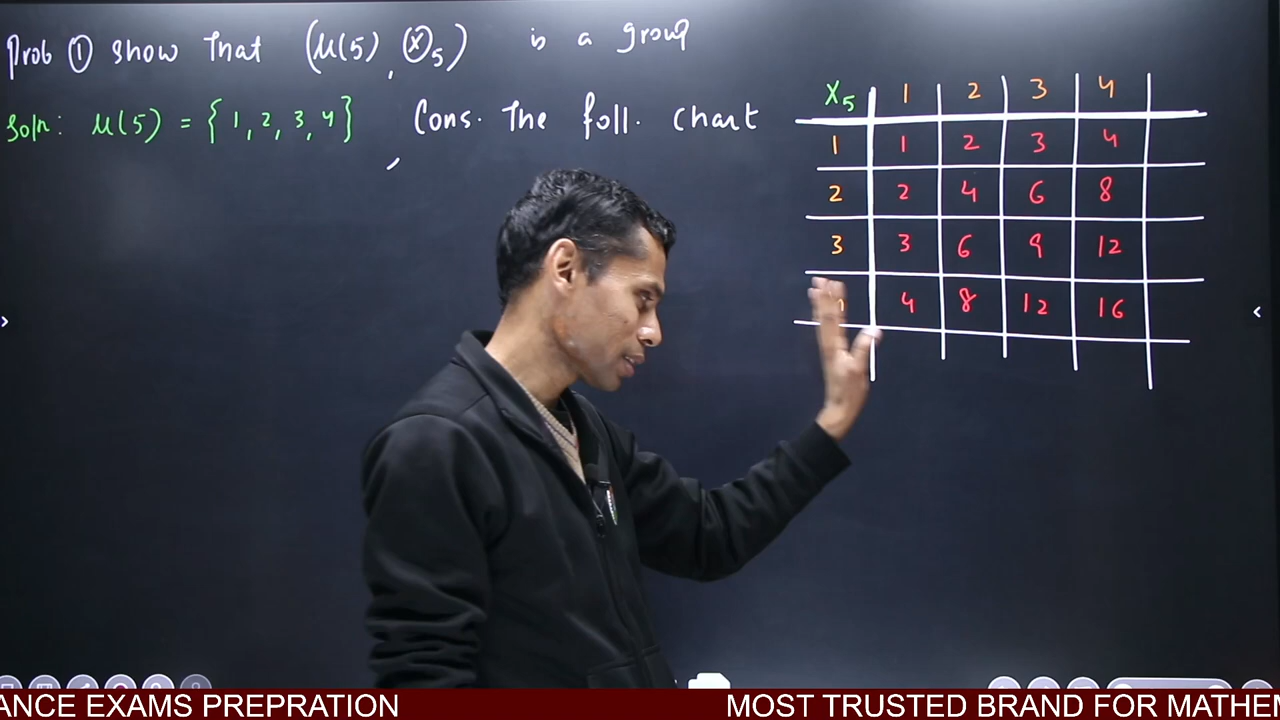 Prob ① show that (U(5), ⊗₅) is a group
Soln: U(5) = {1, 2, 3, 4}, Cons. The foll. chart
×₅ 1 2 3 4
1 1 2 3 4
2 2 4 6 8
3 3 6 9 12
4 8 12 16
ANCE EXAMS PREPRATION MOST TRUSTED BRAND FOR MATHEM